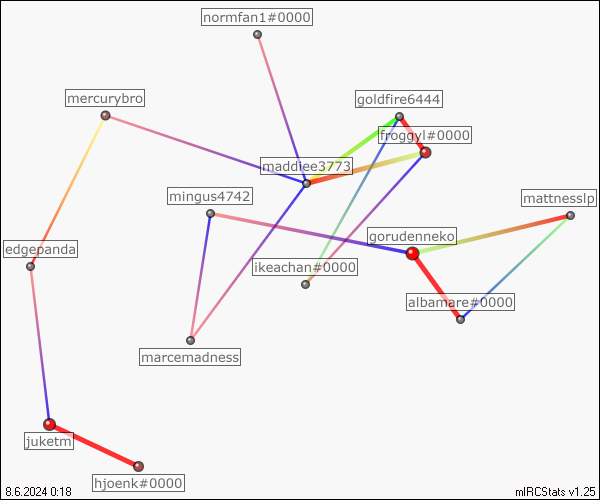 normfan1#0000
mercurybro
goldfire6444
froggyl#0000
maddiee3773
mingus4742
mattnesslp
gorudenneko
edgepanda
ikeachan#0000
albamare#0000
marcemadness
juketm
hjoenk#0000
8.6.2024 0:18
mIRCStats v1.25